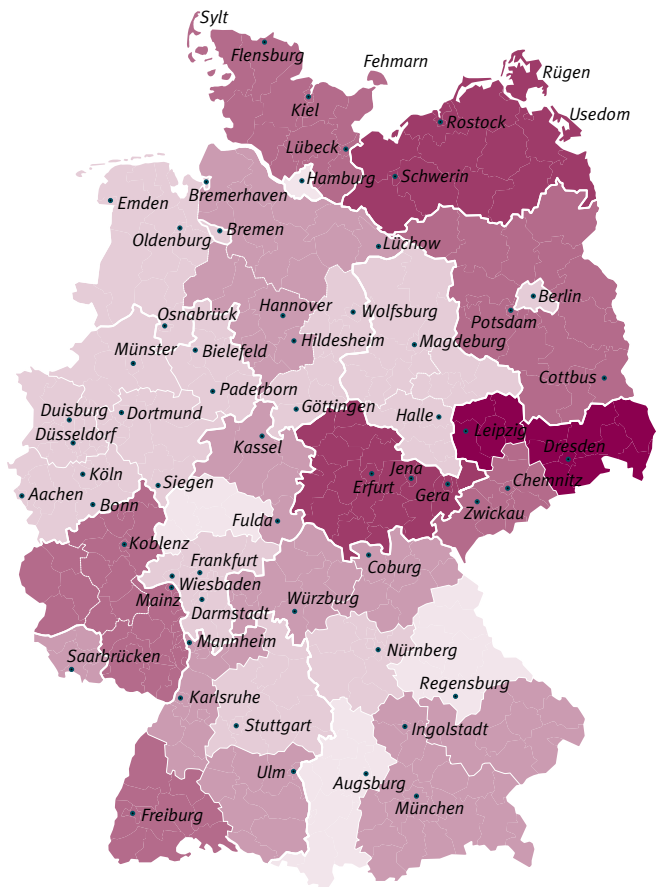 Sylt
Flensburg
Fehmarn
Rügen
Kiel
Usedom
Rostock
Lübeck
Hamburg
Schwerin
Bremerhaven
Emden
Bremen
Oldenburg
Lüchow
Berlin
Hannover
Wolfsburg
Osnabrück
Potsdam
Hildesheim
Magdeburg
Münster
Bielefeld
Cottbus
Paderborn
Göttingen
Duisburg
Dortmund
Halle
Leipzig
Düsseldorf
Kassel
Dresden
Jena
Köln
Siegen
Erfurt
Chemnitz
Aachen
Gera
Bonn
Zwickau
Fulda
Koblenz
Frankfurt
Coburg
Wiesbaden
Mainz
Würzburg
Darmstadt
Mannheim
Nürnberg
Saarbrücken
Regensburg
Karlsruhe
Stuttgart
Ingolstadt
Ulm
Augsburg
München
Freiburg